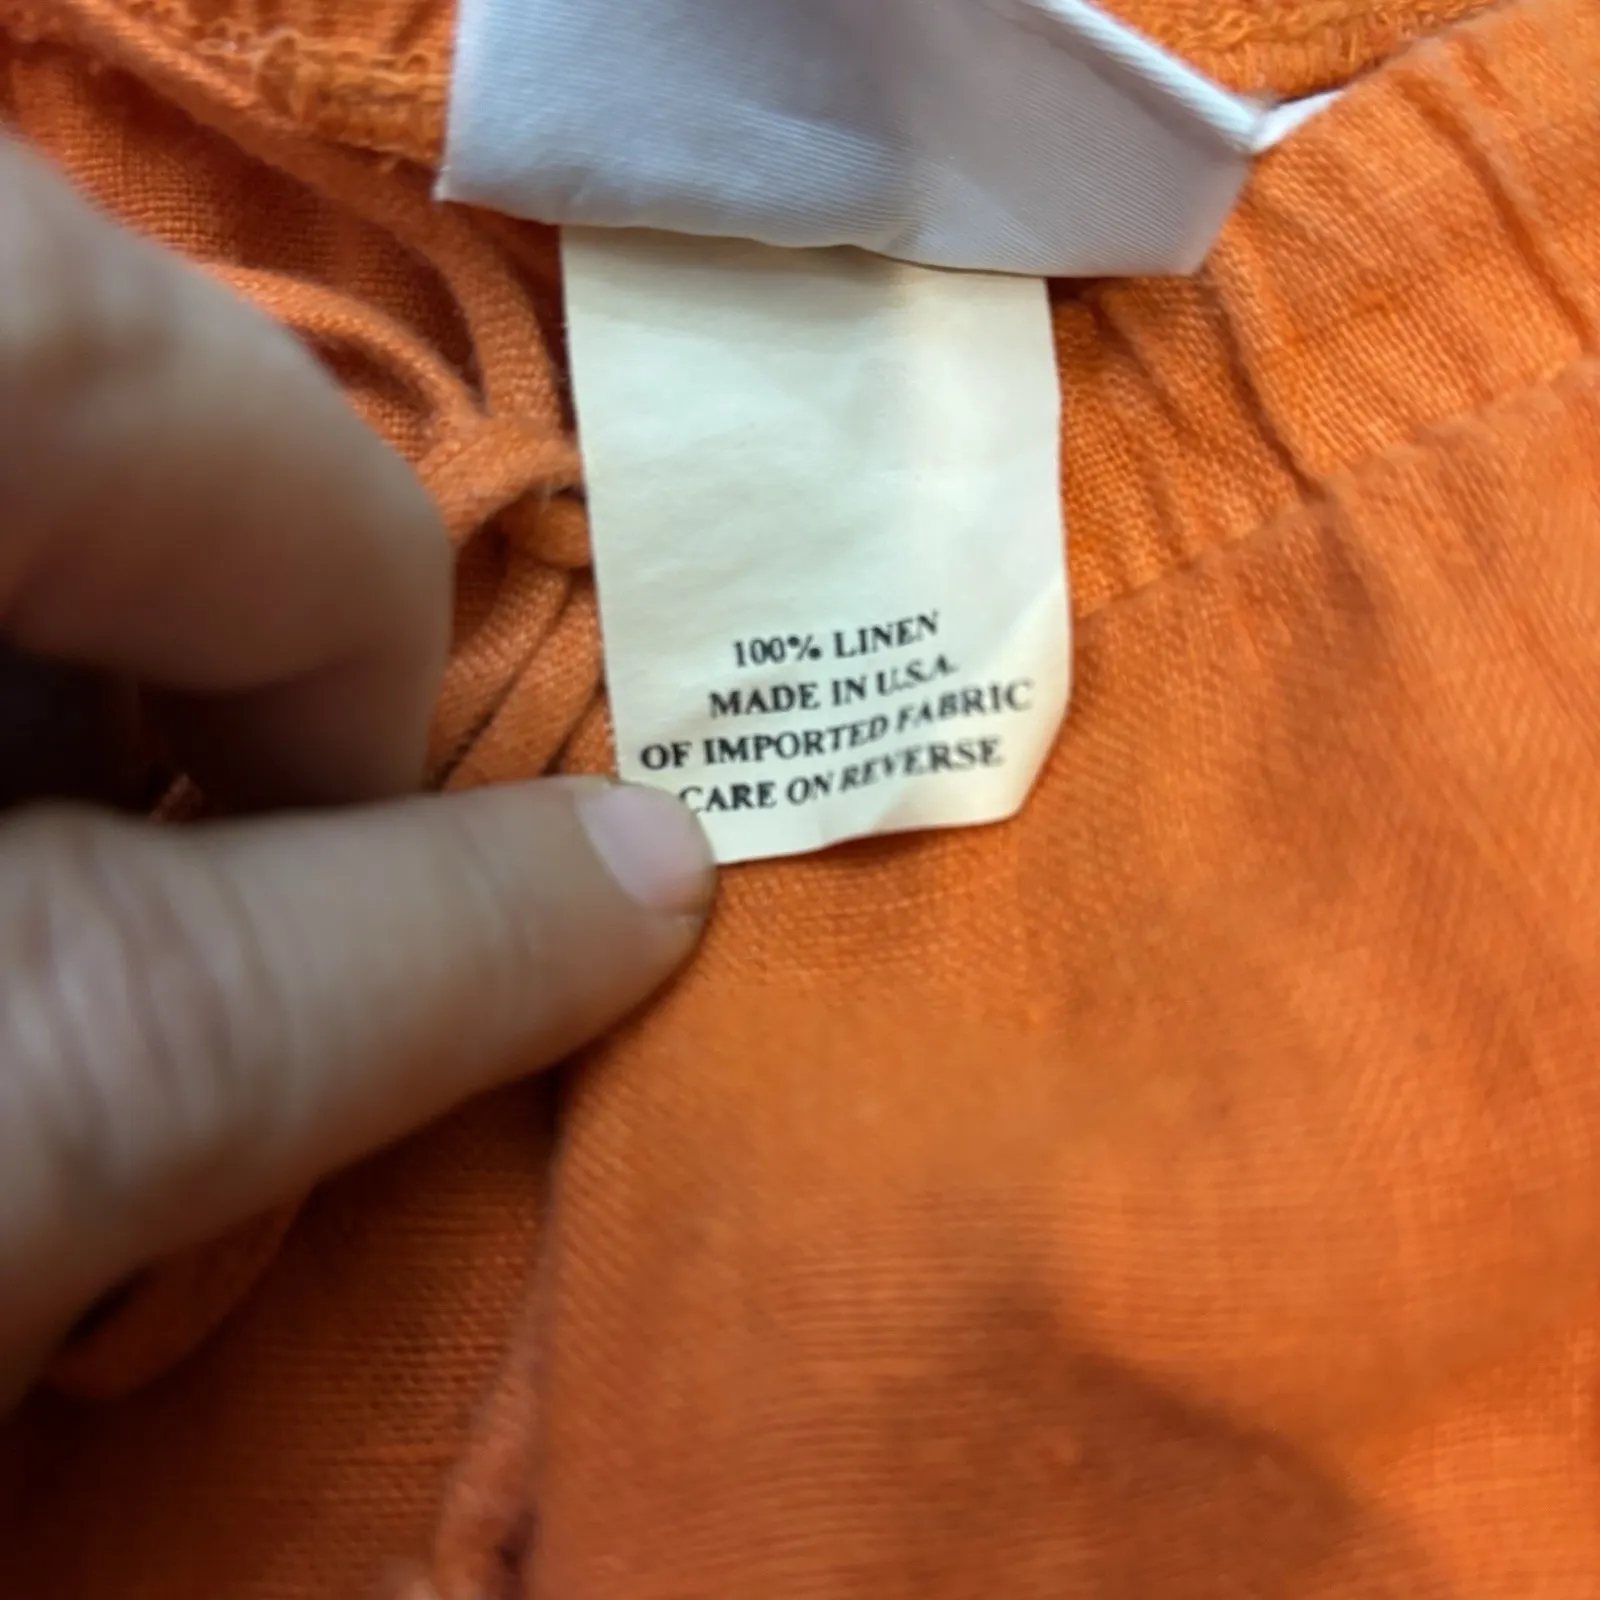 100% LINEN
MADE IN U.S.A.
OF IMPORTED FABRIC
CARE ON REVERSE